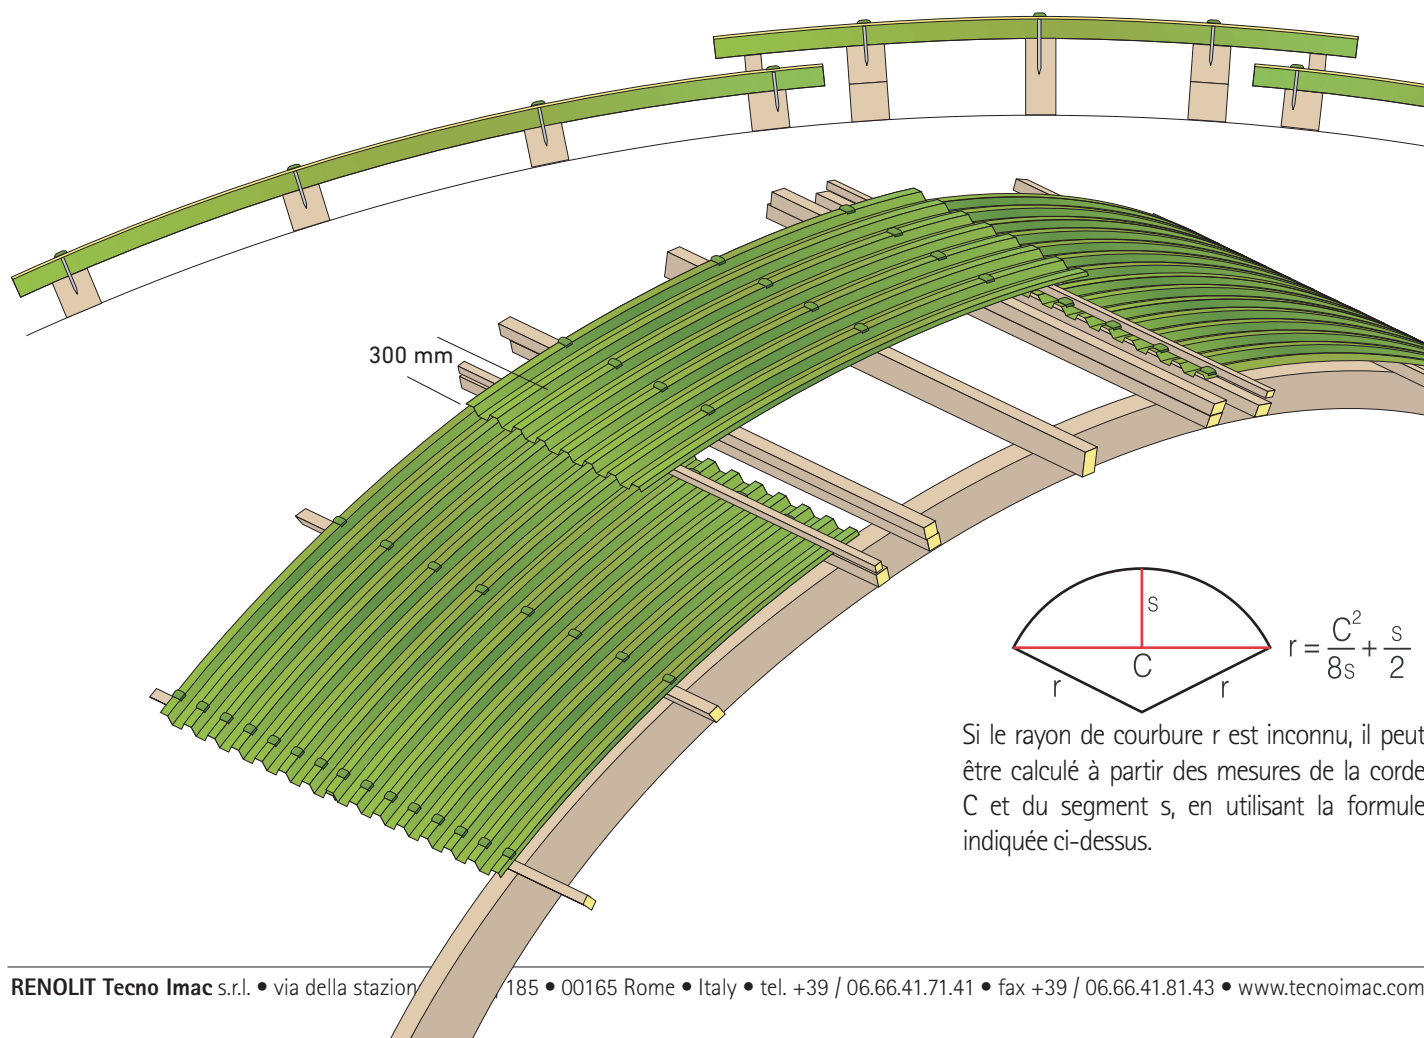 300 mm
s
C
r
r
r = C²/8s + s/2
Si le rayon de courbure r est inconnu, il peut
être calculé à partir des mesures de la corde
C et du segment s, en utilisant la formule
indiquée ci-dessus.
RENOLIT Tecno Imac s.r.l. • via della , 185 • 00165 Rome • Italy • tel. +39 / 06.66.41.71.41 • fax +39 / 06.66.41.81.43 • www.tecnoimac.com